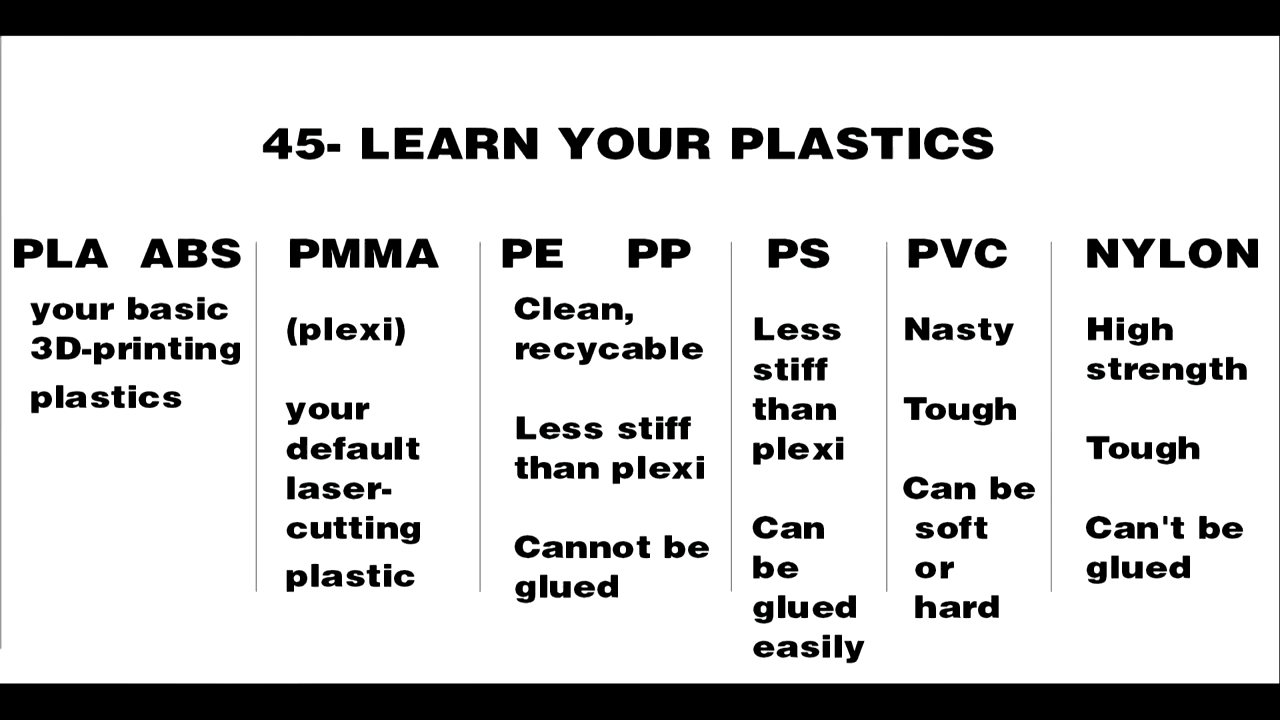 45- LEARN YOUR PLASTICS
PLA ABS
your basic
3D-printing
plastics
PMMA
(plexi)
your
default
laser-
cutting
plastic
PE PP
Clean,
recycable
Less stiff
than plexi
Cannot be
glued
PS
Less
stiff
than
plexi
Can
be
glued
easily
PVC
Nasty
Tough
Can be
soft
or
hard
NYLON
High
strength
Tough
Can't be
glued